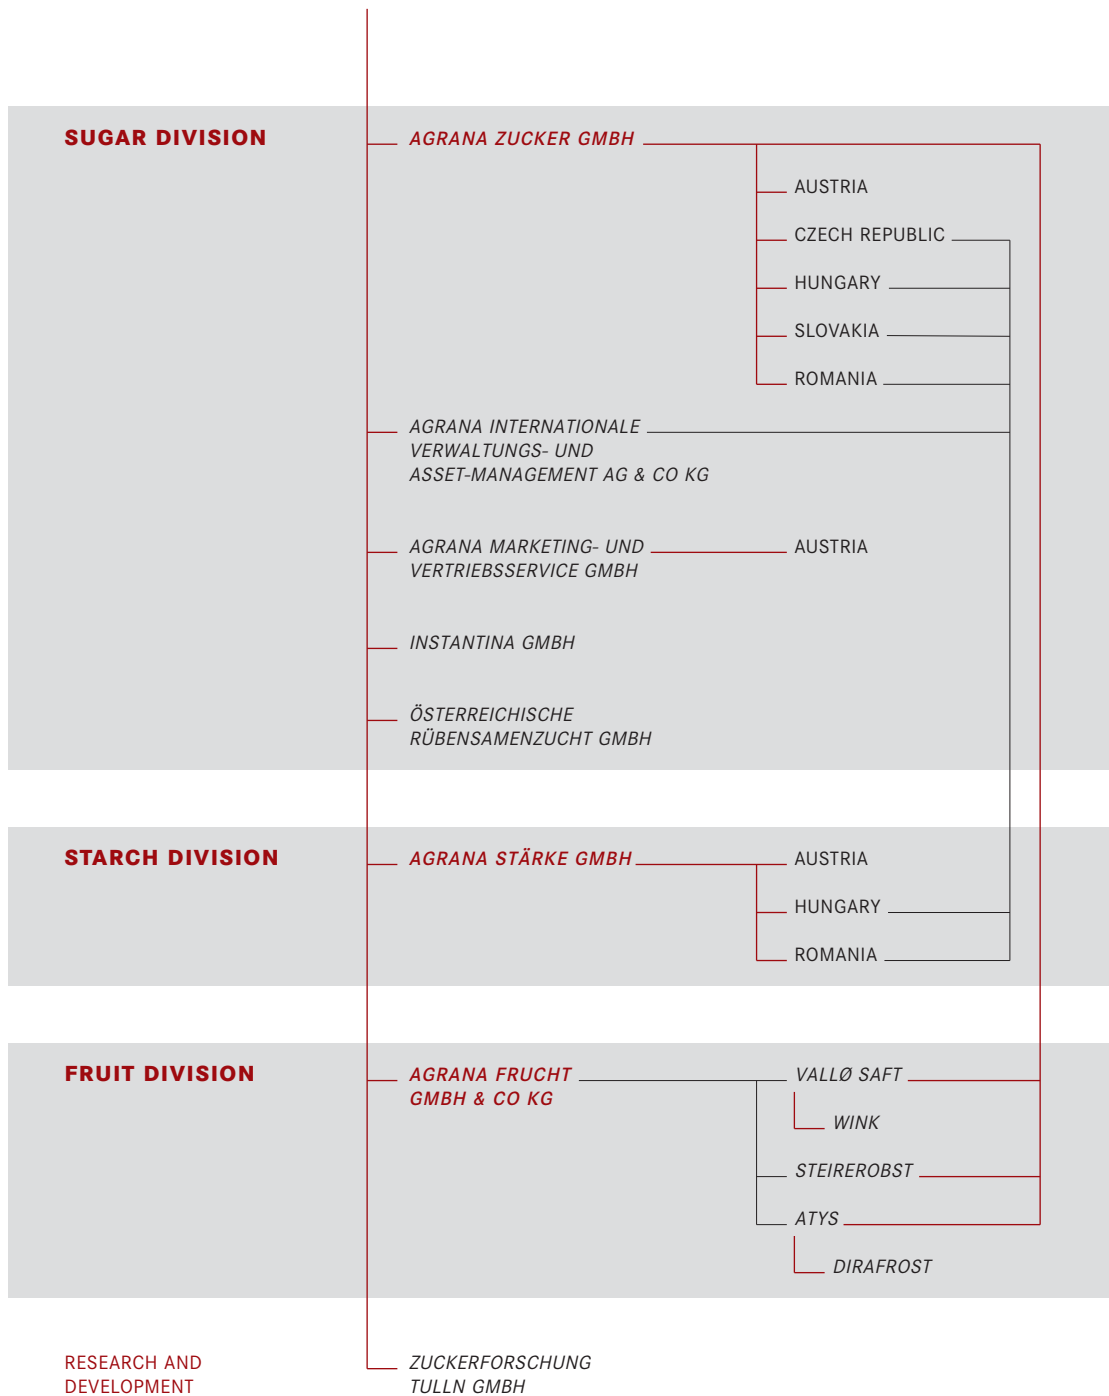 SUGAR DIVISION
AGRANA ZUCKER GMBH
AUSTRIA
CZECH REPUBLIC
HUNGARY
SLOVAKIA
ROMANIA
AGRANA INTERNATIONALE
VERWALTUNGS- UND
ASSET-MANAGEMENT AG & CO KG
AGRANA MARKETING- UND
VERTRIEBSSERVICE GMBH
AUSTRIA
INSTANTINA GMBH
ÖSTERREICHISCHE
RÜBENSAMENZUCHT GMBH
STARCH DIVISION
AGRANA STÄRKE GMBH
AUSTRIA
HUNGARY
ROMANIA
FRUIT DIVISION
AGRANA FRUCHT
GMBH & CO KG
VALLØ SAFT
WINK
STEIREROBST
ATYS
DIRAFROST
RESEARCH AND
DEVELOPMENT
ZUCKERFORSCHUNG
TULLN GMBH